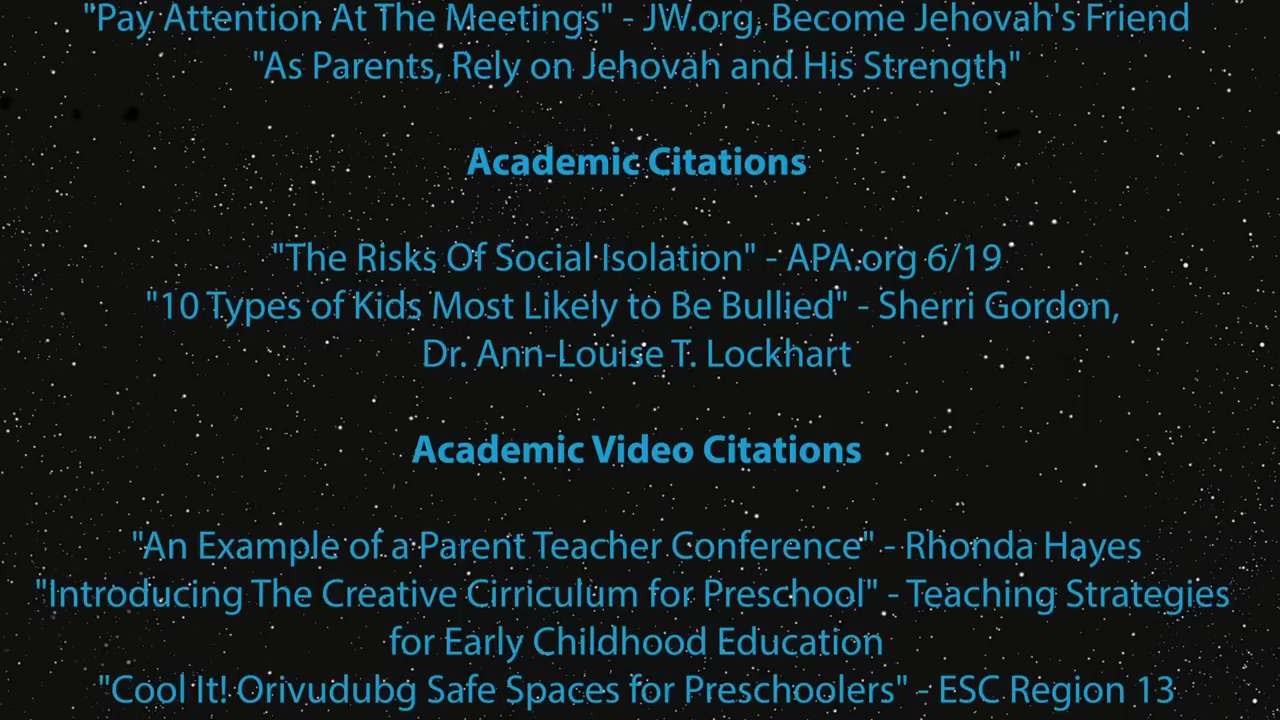 "Pay Attention At The Meetings" - JW.org, Become Jehovah's Friend
"As Parents, Rely on Jehovah and His Strength"
Academic Citations
"The Risks Of Social Isolation" - APA.org 6/19
"10 Types of Kids Most Likely to Be Bullied" - Sherri Gordon,
Dr. Ann-Louise T. Lockhart
Academic Video Citations
"An Example of a Parent Teacher Conference" - Rhonda Hayes
"Introducing The Creative Cirriculum for Preschool" - Teaching Strategies
for Early Childhood Education
"Cool It! Orivudubg Safe Spaces for Preschoolers" - ESC Region 13